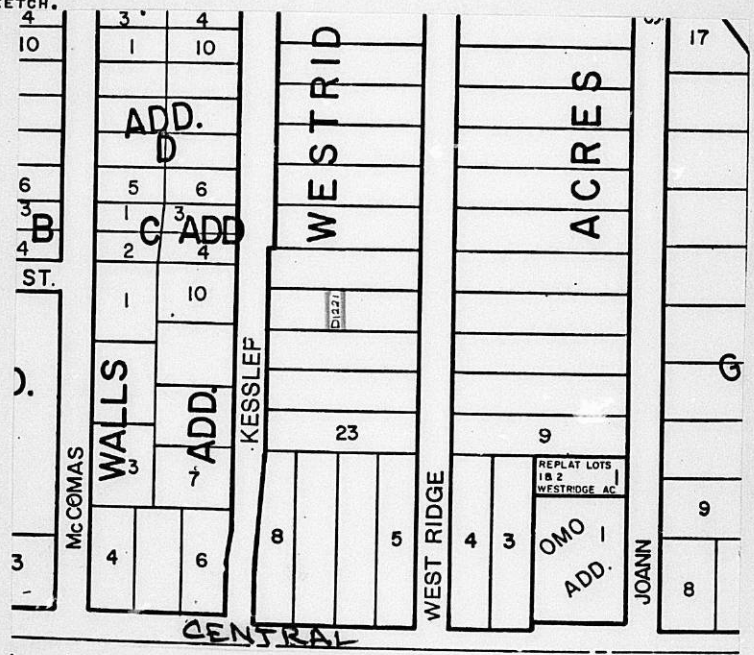 ETCH.
4
3
4
17
10
1
10
WESTRID
ACRES
ADD.
D
6
5
6
3
1
3
B
C ADD
4
2
4
ST.
1
10
D1221
G
KESSLER
WALLS
ADD.
McCOMAS
3
7
23
9
REPLAT LOTS
1 & 2
WESTRIDGE AC
1
9
WEST RIDGE
JOANN
3
4
6
8
5
4
3
OMO 1
ADD.
8
CENTRAL